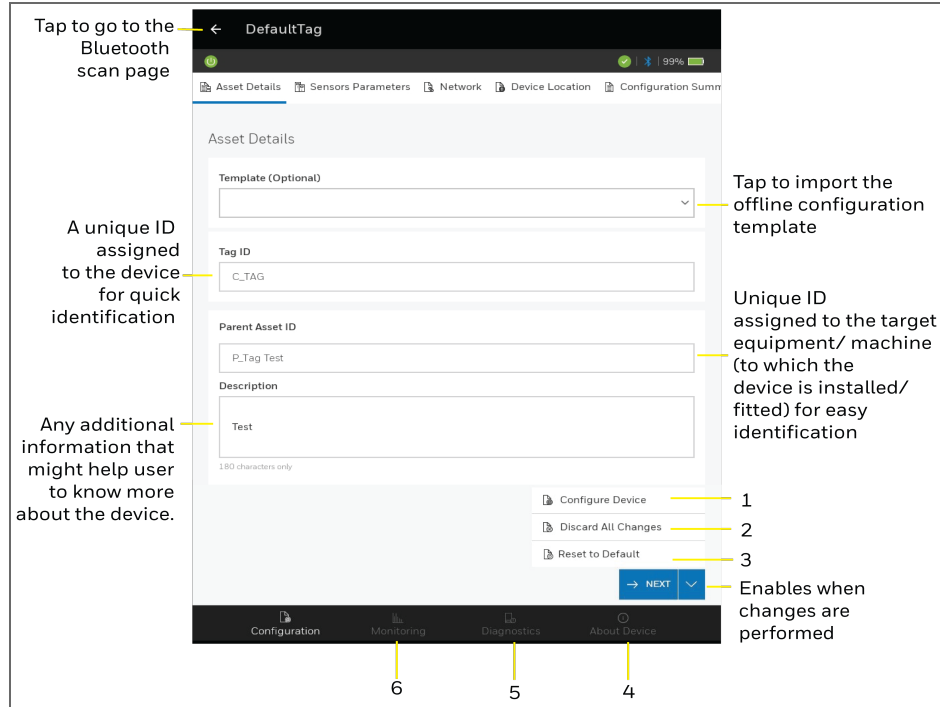 Tap to go to the
Bluetooth
scan page
DefaultTag
99%
Asset Details
Sensors Parameters
Network
Device Location
Configuration Summ
Asset Details
Template (Optional)
Tap to import the
offline configuration
template
A unique ID
assigned
to the device
for quick
identification
Tag ID
C_TAG
Parent Asset ID
P_Tag Test
Unique ID
assigned to the target
equipment/ machine
(to which the
device is installed/
fitted) for easy
identification
Description
Test
180 characters only
Any additional
information that
might help user
to know more
about the device.
Configure Device
1
Discard All Changes
2
Reset to Default
3
NEXT
Enables when
changes are
performed
Configuration
Monitoring
Diagnostics
About Device
6
5
4